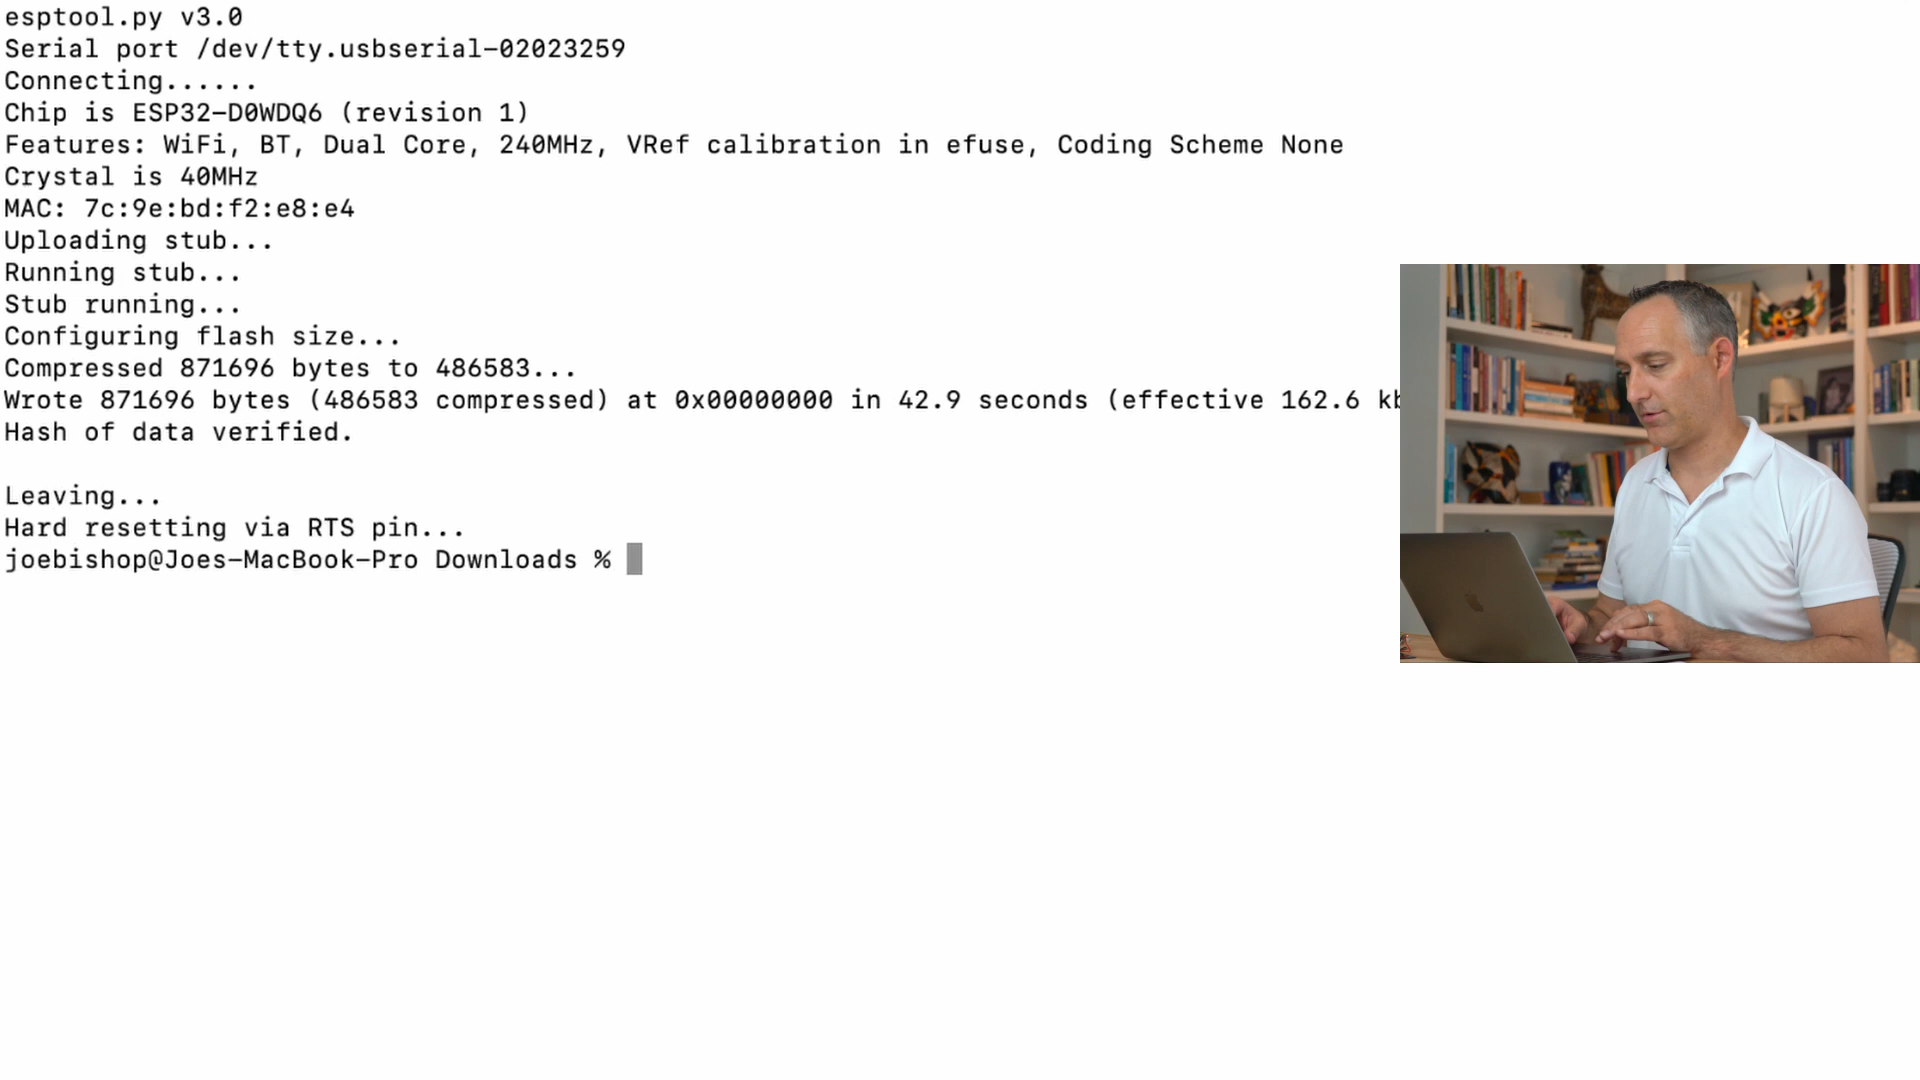 esptool.py v3.0
Serial port /dev/tty.usbserial-02023259
Connecting......
Chip is ESP32-D0WDQ6 (revision 1)
Features: WiFi, BT, Dual Core, 240MHz, VRef calibration in efuse, Coding Scheme None
Crystal is 40MHz
MAC: 7c:9e:bd:f2:e8:e4
Uploading stub...
Running stub...
Stub running...
Configuring flash size...
Compressed 871696 bytes to 486583...
Wrote 871696 bytes (486583 compressed) at 0x00000000 in 42.9 seconds (effective 162.6 kb
Hash of data verified.
Leaving...
Hard resetting via RTS pin...
joebishop@Joes-MacBook-Pro Downloads %